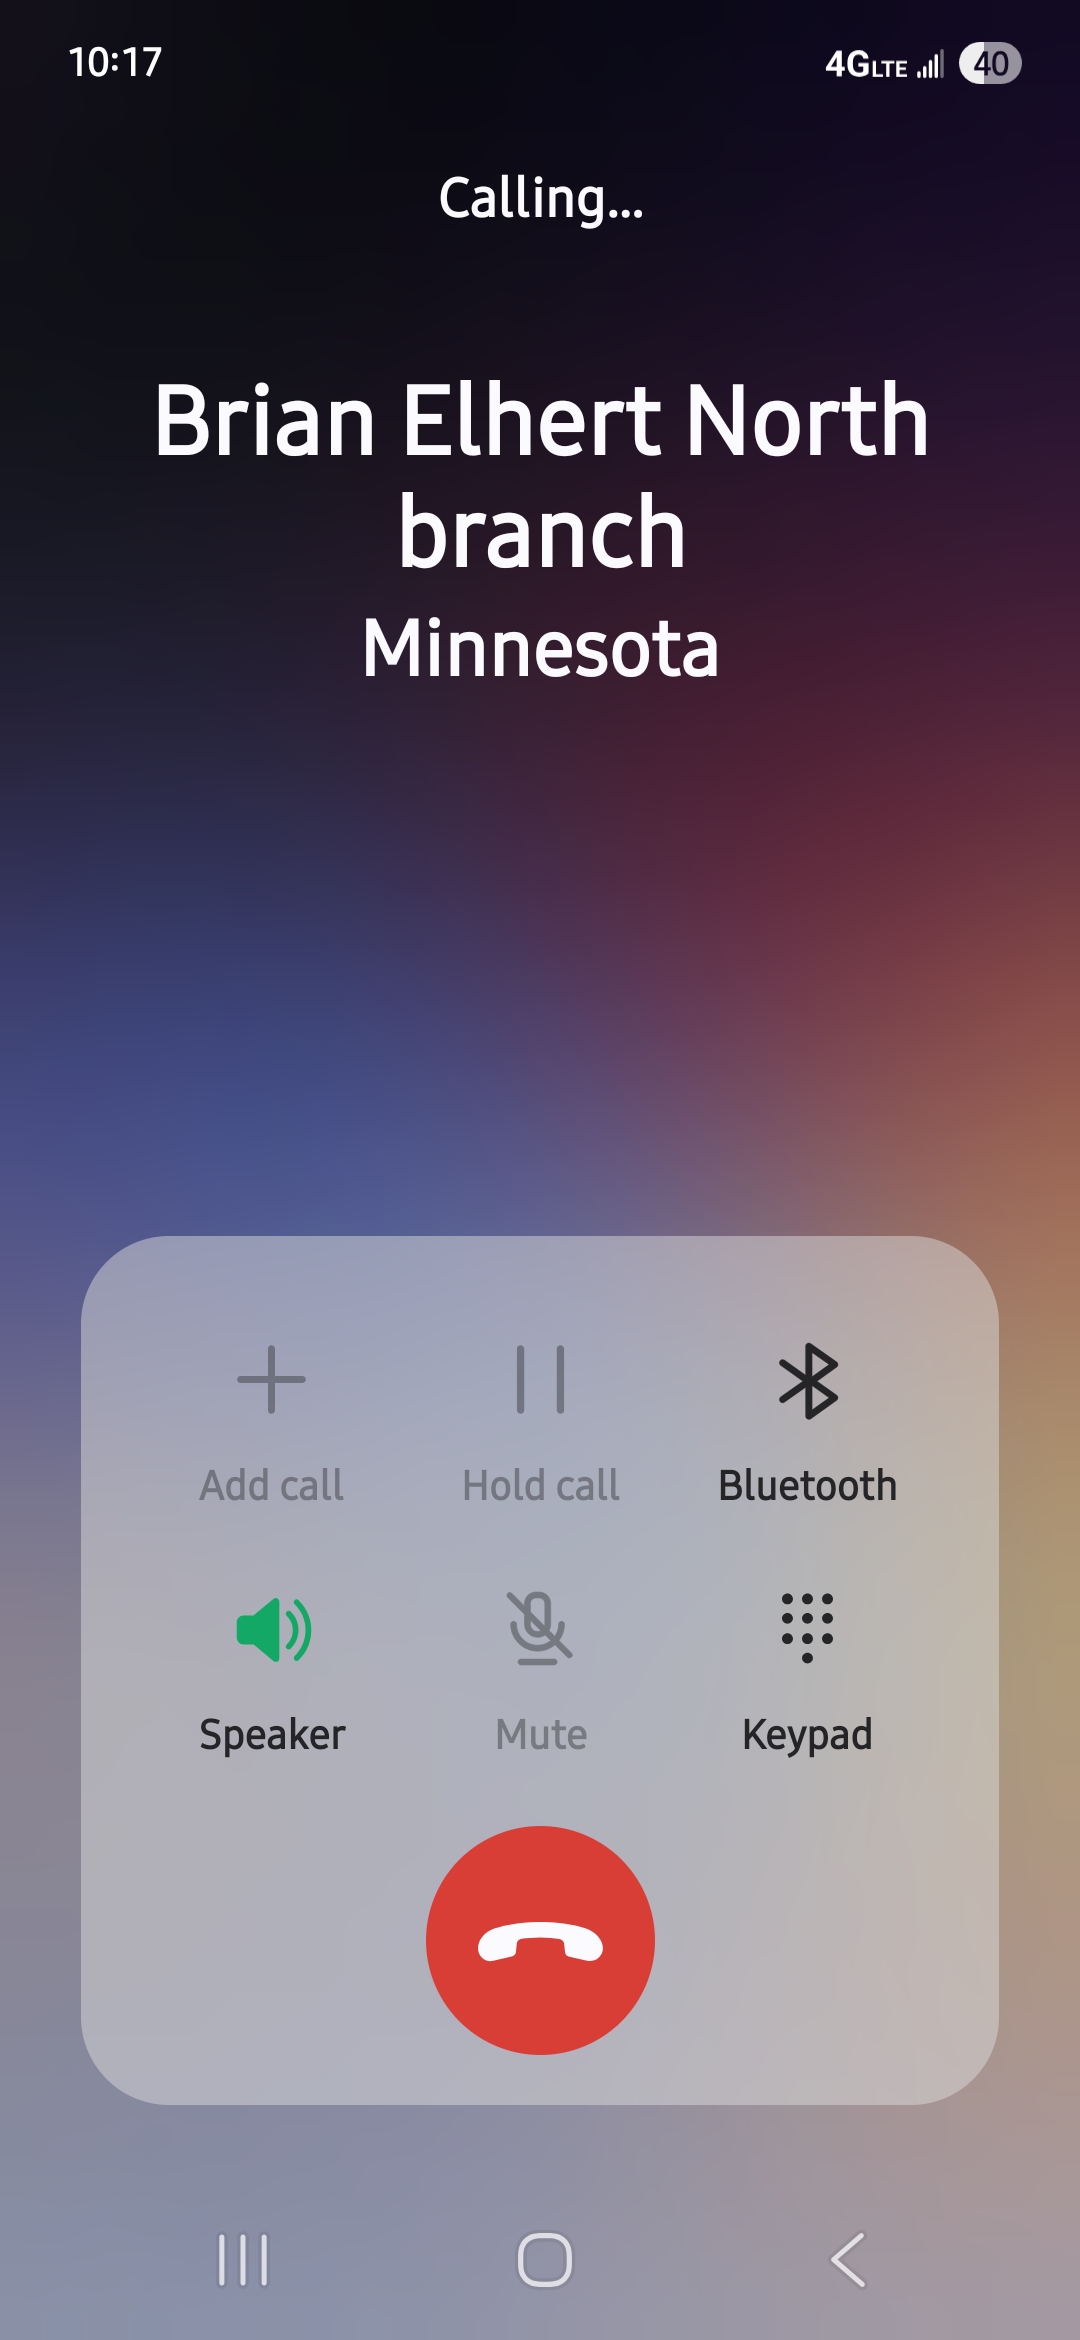 10:17
4G LTE 40
Calling...
Brian Elhert North
branch
Minnesota
Add call
Hold call
Bluetooth
Speaker
Mute
Keypad